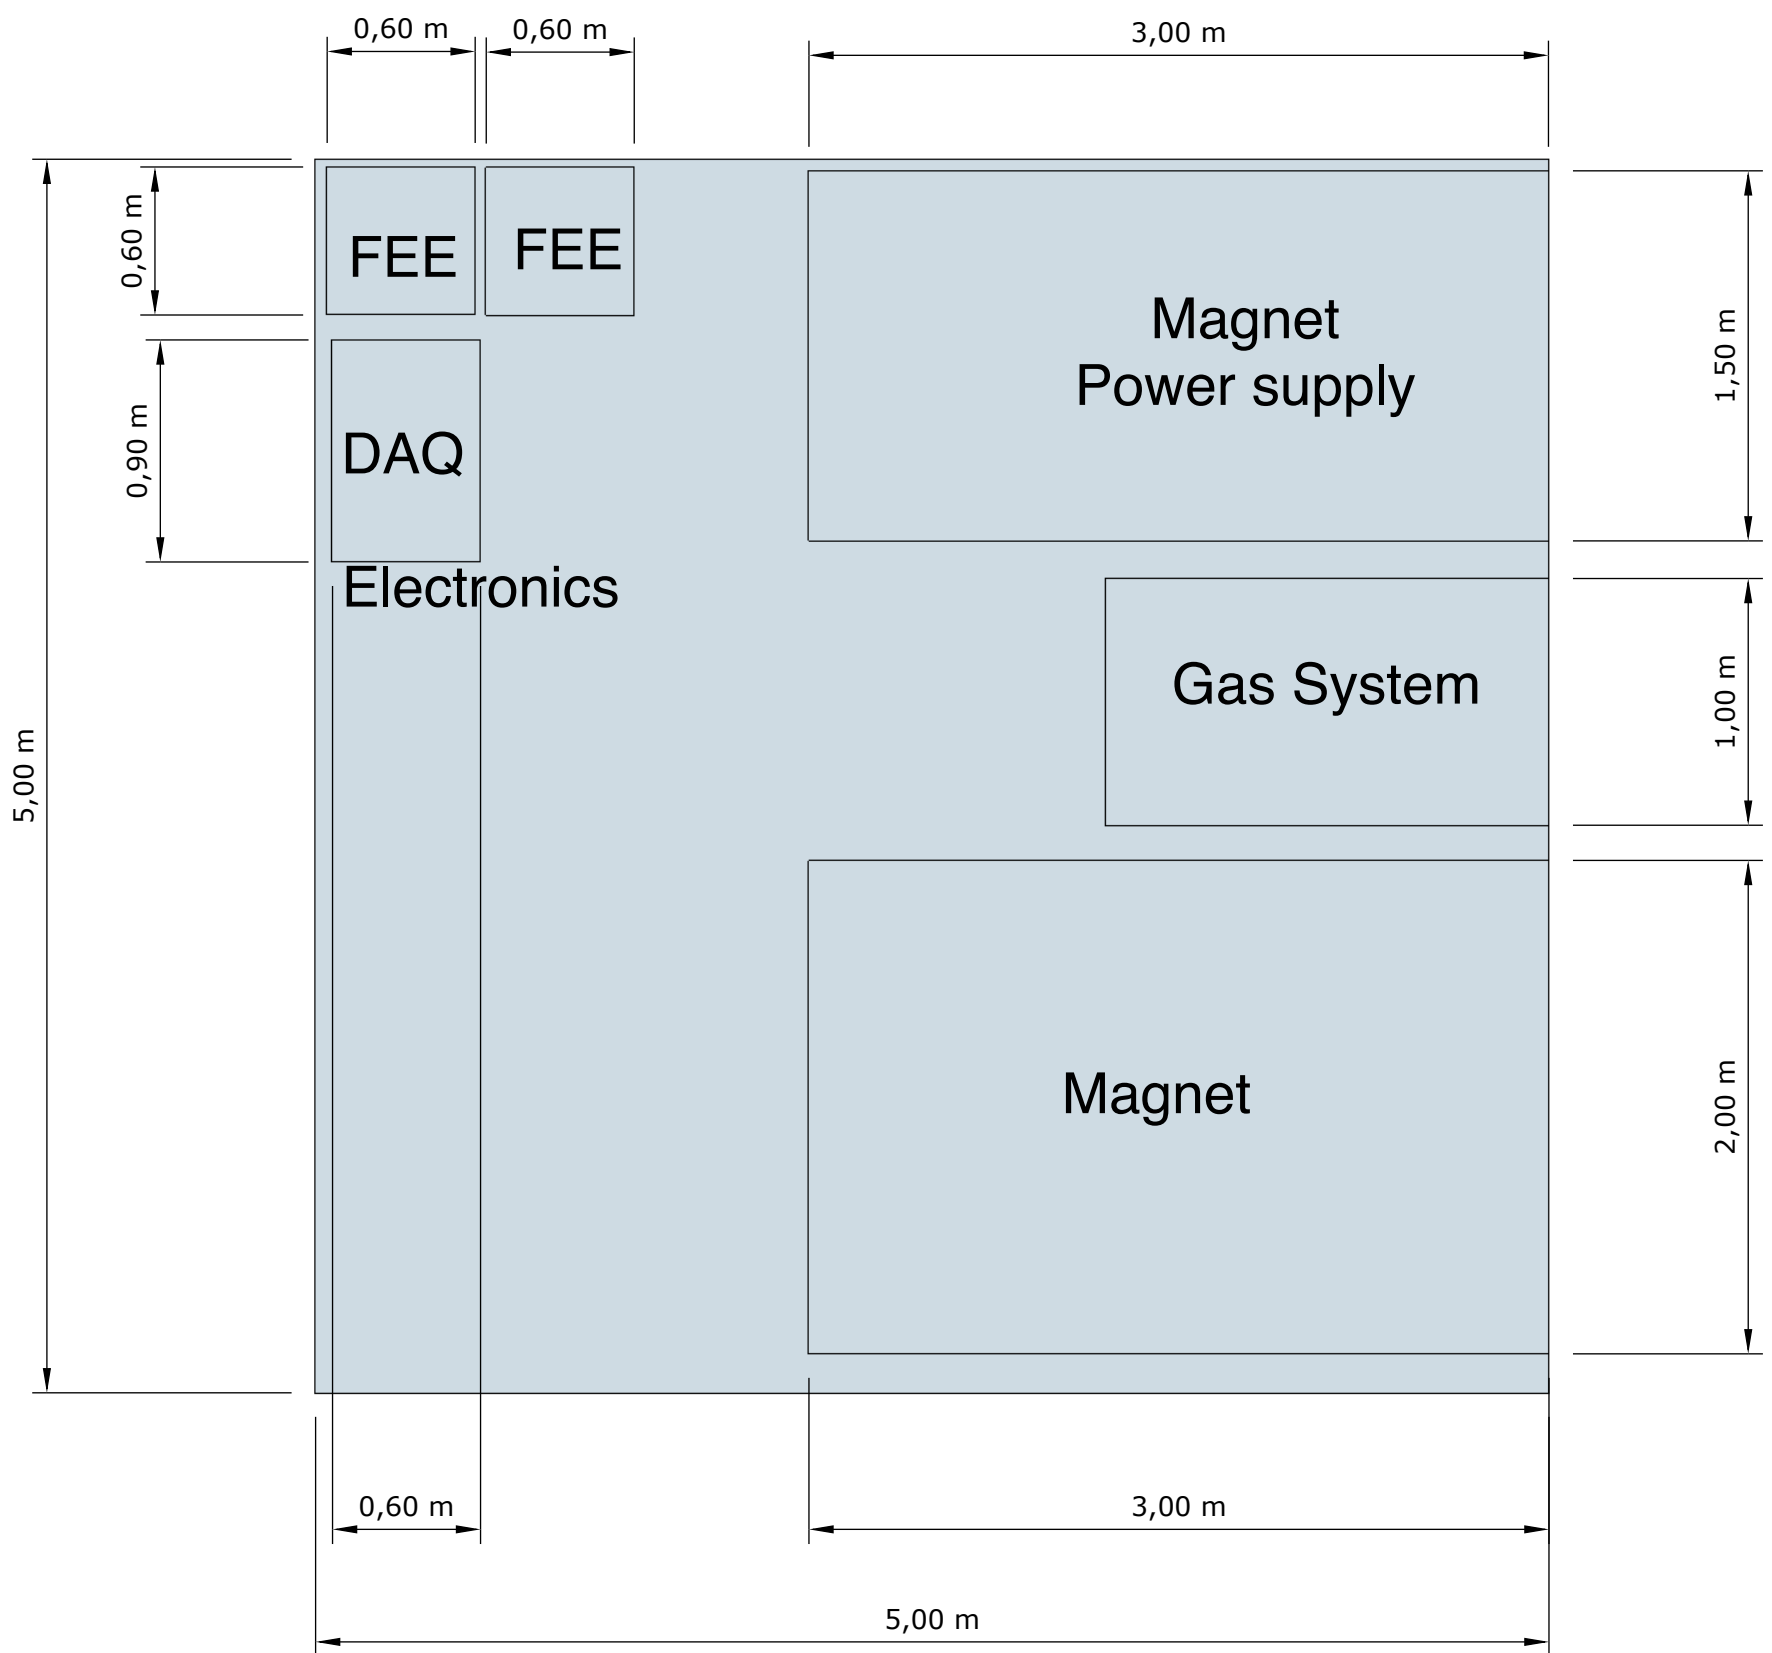 0,60 m
0,60 m
3,00 m
0,60 m
FEE
FEE
Magnet
Power supply
1,50 m
0,90 m
DAQ
Electronics
Gas System
1,00 m
5,00 m
Magnet
2,00 m
0,60 m
3,00 m
5,00 m